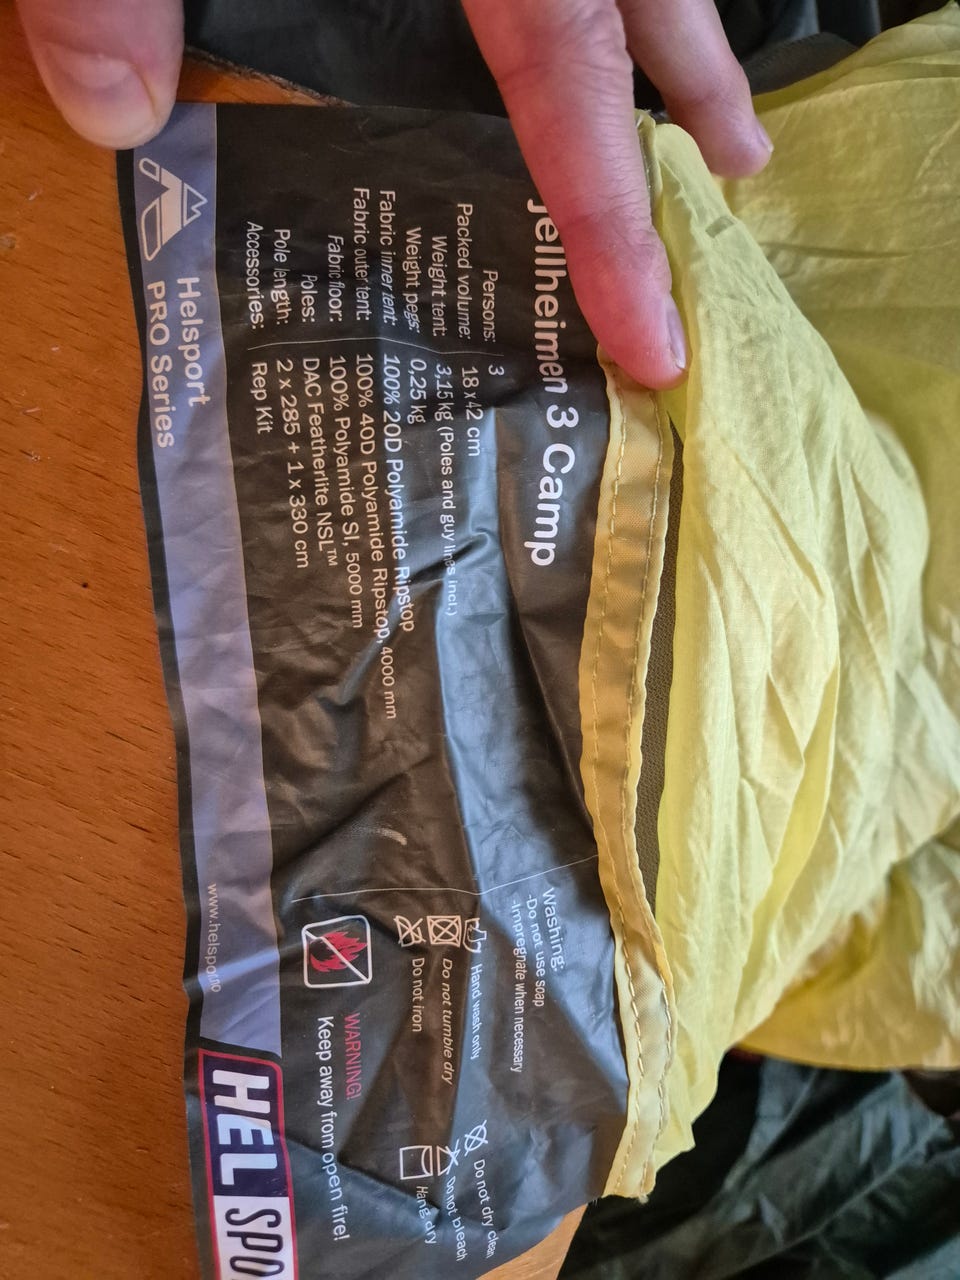 jellheimen 3 Camp
Persons: 3
Packed volume: 18 x 42 cm
Weight tent: 3,15 kg (Poles and guy lines incl.)
Weight pegs: 0,25 kg
Fabric inner tent: 100% 20D Polyamide Ripstop
Fabric outer tent: 100% 40D Polyamide Ripstop, 4000 mm
Fabric floor: 100% Polyamide SI, 5000 mm
Poles: DAC Featherlite NSL™
Pole length: 2 x 285 + 1 x 330 cm
Accessories: Rep Kit
Washing:
-Do not use soap
-Impregnate when necessary
Hand wash only
Do not tumble dry
Do not iron
Do not dry clean
Do not bleach
Hang dry
WARNING!
Keep away from open fire!
Helsport
PRO Series
www.helsport.no
HEL SPO